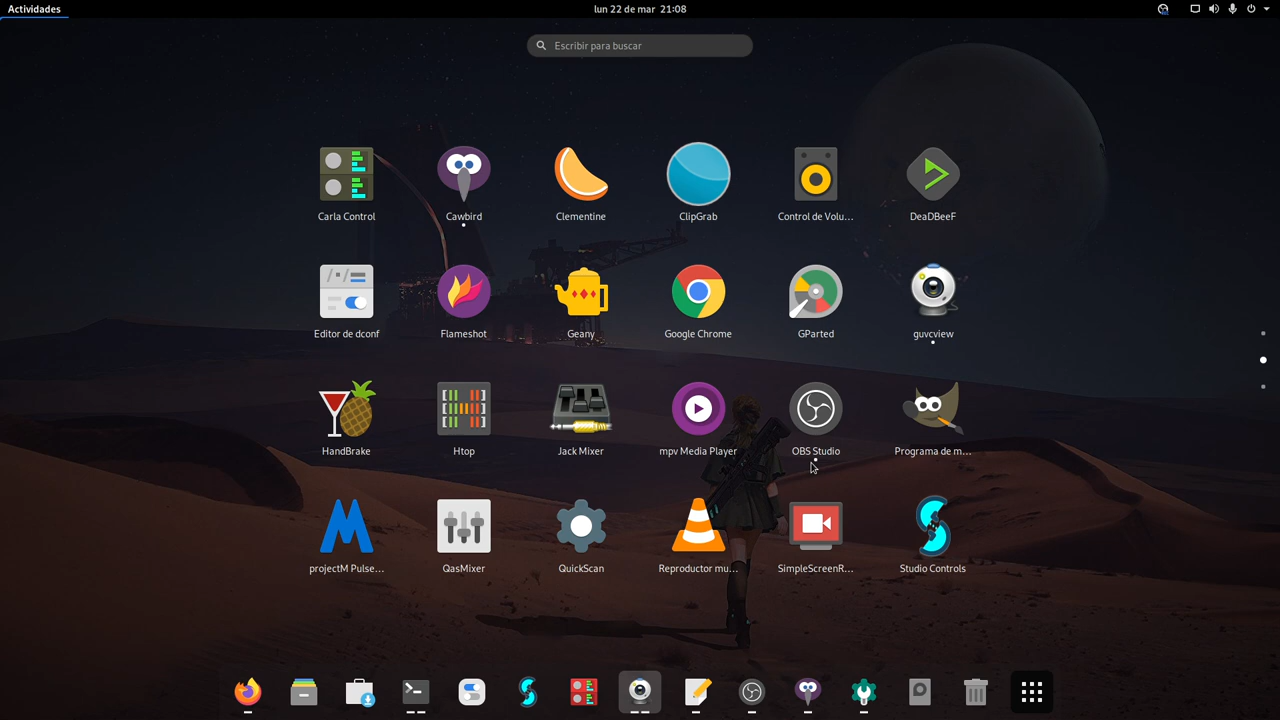 Actividades
lun 22 de mar 21:08
Escribir para buscar
Carla Control
Cawbird
Clementine
ClipGrab
Control de Volu...
DeaDBeeF
Editor de dconf
Flameshot
Geany
Google Chrome
GParted
guvcview
HandBrake
Htop
Jack Mixer
mpv Media Player
OBS Studio
Programa de m...
projectM Pulse...
QasMixer
QuickScan
Reproductor mu...
SimpleScreenR...
Studio Controls